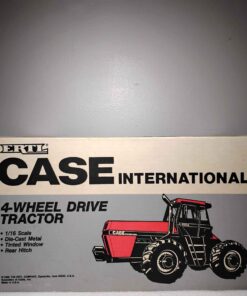 ERTL
CASE INTERNATIONAL
4-WHEEL DRIVE
TRACTOR
• 1/16 Scale
• Die-Cast Metal
• Tinted Window
• Rear Hitch
CASE